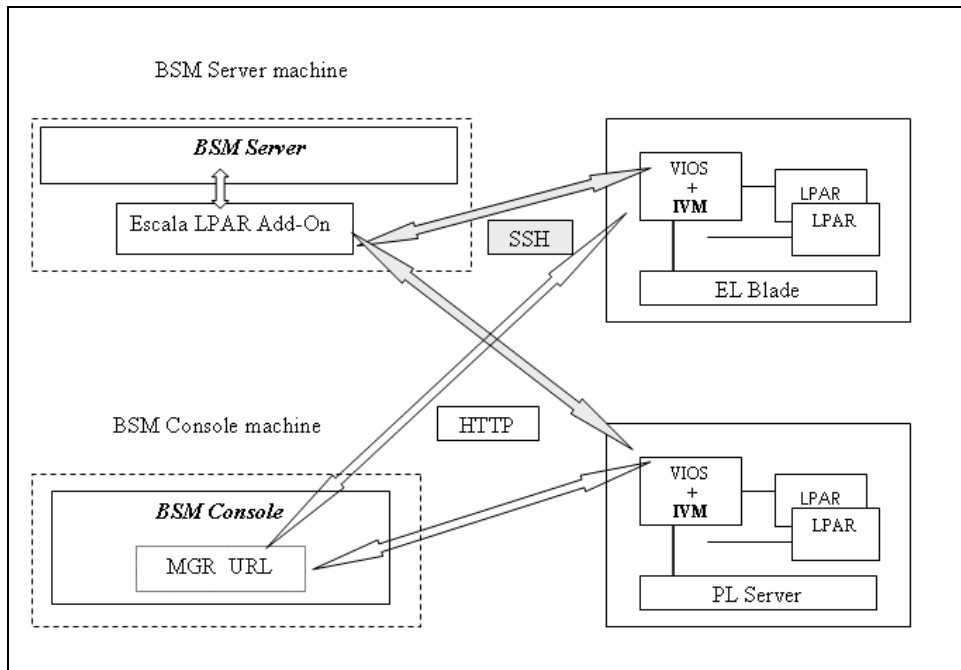 BSM Server machine
BSM Server
Escala LPAR Add-On
SSH
VIOS
+
IVM
LPAR
LPAR
EL Blade
BSM Console machine
HTTP
BSM Console
MGR URL
VIOS
+
IVM
LPAR
LPAR
PL Server